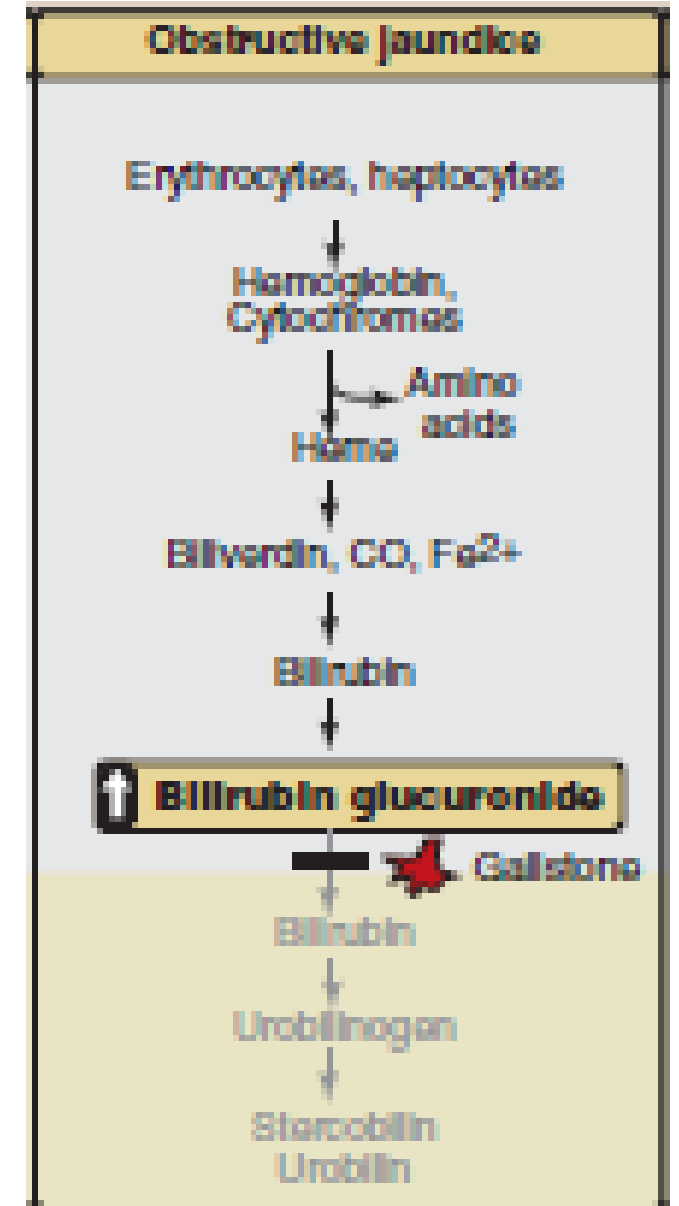 Obstructive jaundice
Erythrocytes, heptocytes
Hemoglobin,
Cytochromes
Amino
acids
Heme
Biliverdin, CO, Fe2+
Bilirubin
↑ Bilirubin glucuronide
Gallstone
Bilirubin
Urobilinogen
Stercobilin
Urobilin